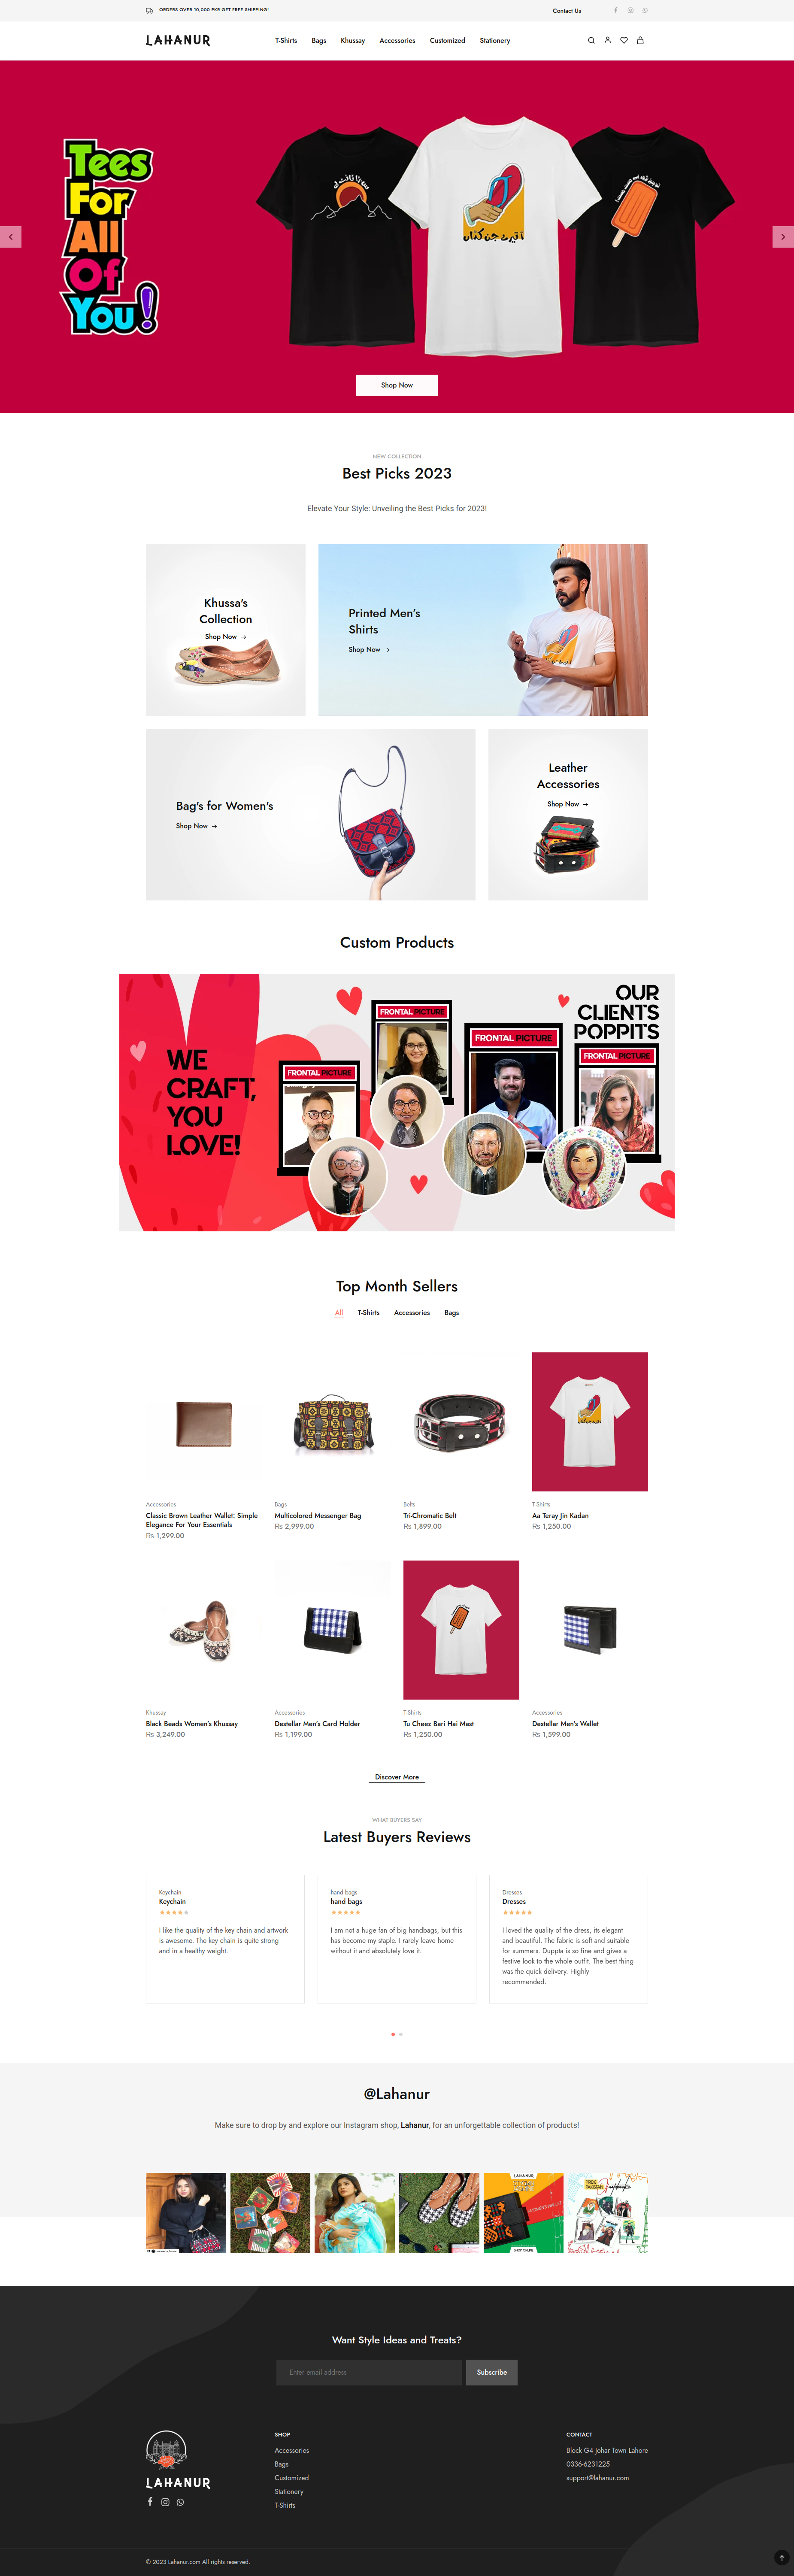 ORDERS OVER 10,000 PKR GET FREE SHIPPING!
Contact Us
LAHANUR
T-Shirts
Bags
Khussay
Accessories
Customized
Stationery
Tees
For
All
Of
You!
Shop Now
NEW COLLECTION
Best Picks 2023
Elevate Your Style: Unveiling the Best Picks for 2023!
Khussa's
Collection
Shop Now
Printed Men's
Shirts
Shop Now
Bag's for Women's
Shop Now
Leather
Accessories
Shop Now
Custom Products
WE
CRAFT,
YOU
LOVE!
OUR
CLIENTS
POPPITS
FRONTAL PICTURE
FRONTAL PICTURE
FRONTAL PICTURE
FRONTAL PICTURE
Top Month Sellers
All
T-Shirts
Accessories
Bags
Accessories
Classic Brown Leather Wallet: Simple
Elegance For Your Essentials
₨ 1,299.00
Bags
Multicolored Messenger Bag
₨ 2,999.00
Belts
Tri-Chromatic Belt
₨ 1,899.00
T-Shirts
Aa Teray Jin Kadan
₨ 1,250.00
Khussay
Black Beads Women's Khussay
₨ 3,249.00
Accessories
Destellar Men's Card Holder
₨ 1,199.00
T-Shirts
Tu Cheez Bari Hai Mast
₨ 1,250.00
Accessories
Destellar Men's Wallet
₨ 1,599.00
Discover More
WHAT BUYERS SAY
Latest Buyers Reviews
Keychain
Keychain
I like the quality of the key chain and artwork
is awesome. The key chain is quite strong
and in a healthy weight.
hand bags
hand bags
I am not a huge fan of big handbags, but this
has become my staple. I rarely leave home
without it and absolutely love it.
Dresses
Dresses
I loved the quality of the dress, its elegant
and beautiful. The fabric is soft and suitable
for summers. Duppta is so fine and gives a
festive look to the whole outfit. The best thing
was the quick delivery. Highly
recommended.
@Lahanur
Make sure to drop by and explore our Instagram shop, Lahanur, for an unforgettable collection of products!
LAHANUR
SHOP ONLINE
Want Style Ideas and Treats?
Enter email address
Subscribe
LAHANUR
SHOP
Accessories
Bags
Customized
Stationery
T-Shirts
CONTACT
Block G4 Johar Town Lahore
0336-6231225
support@lahanur.com
© 2023 Lahanur.com All rights reserved.